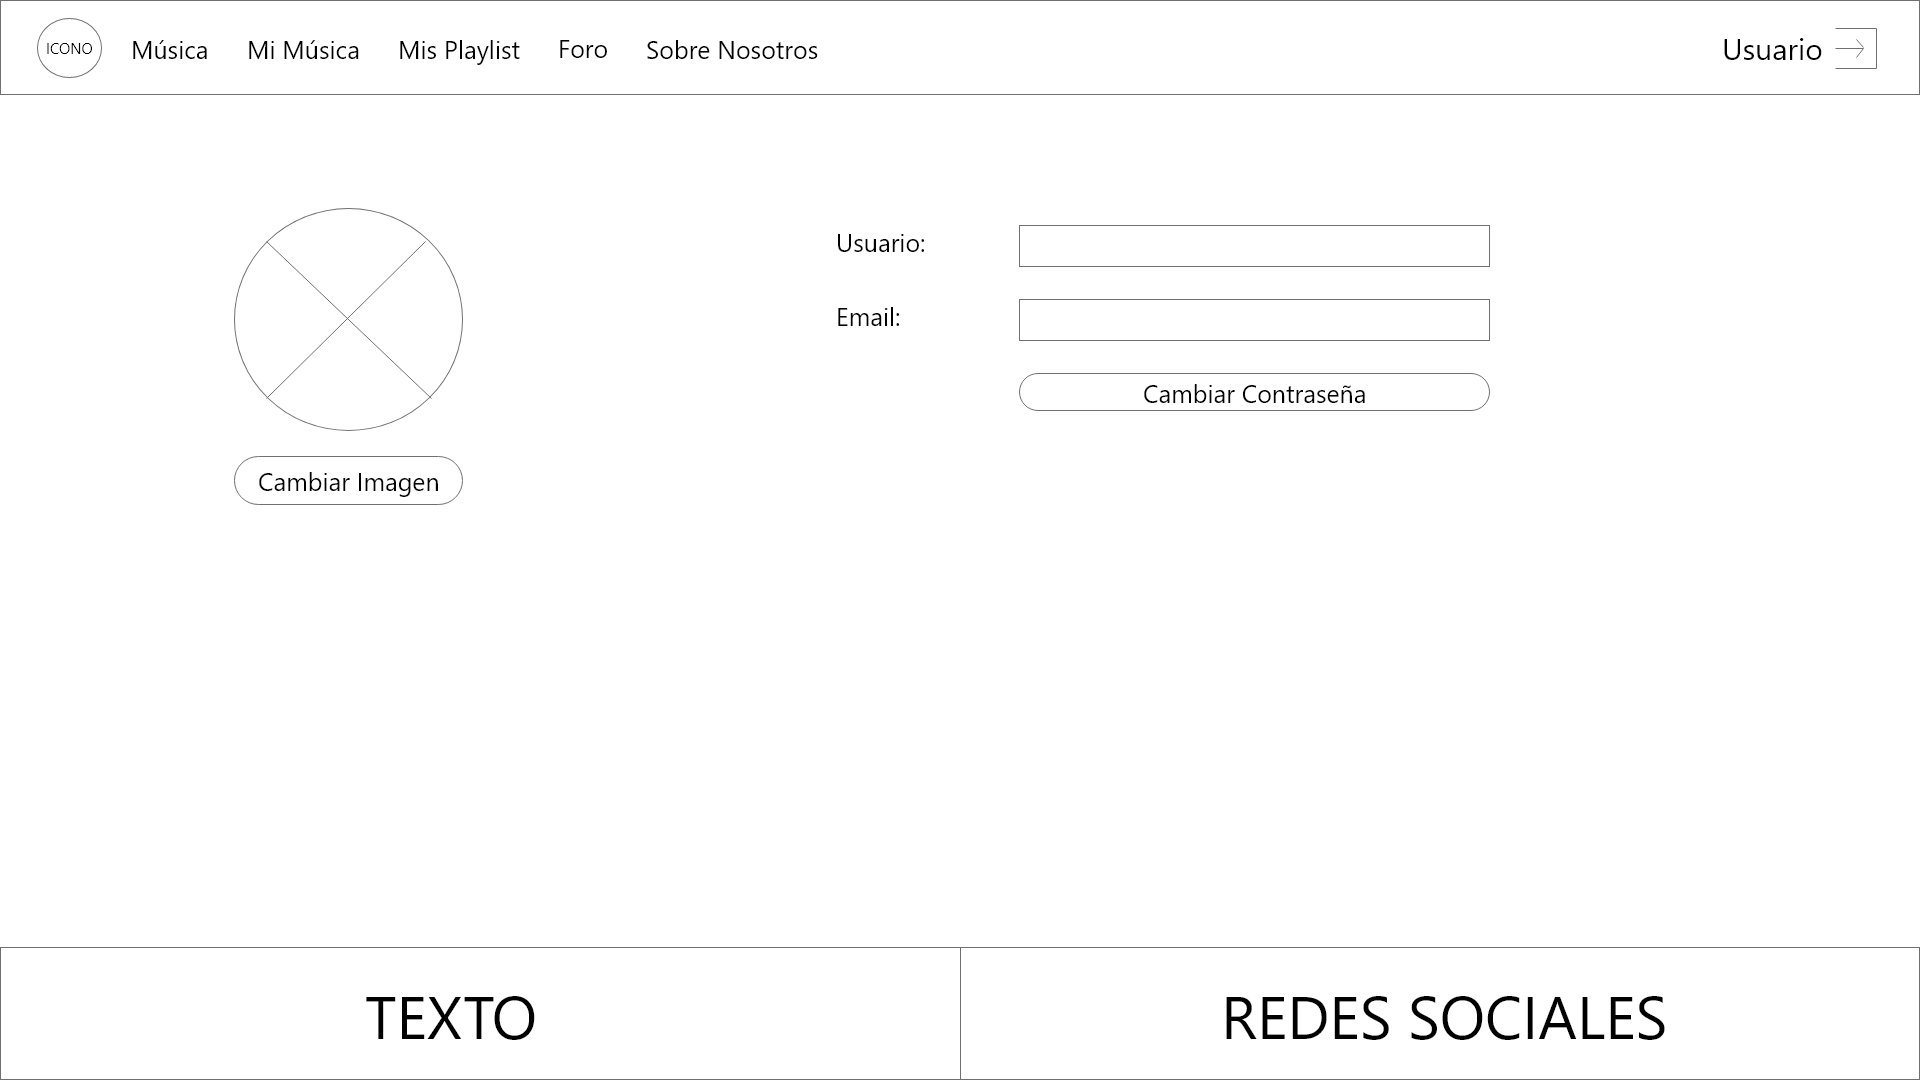 ICONO Música Mi Música Mis Playlist Foro Sobre Nosotros Usuario
Usuario:
Email:
Cambiar Contraseña
Cambiar Imagen
TEXTO REDES SOCIALES